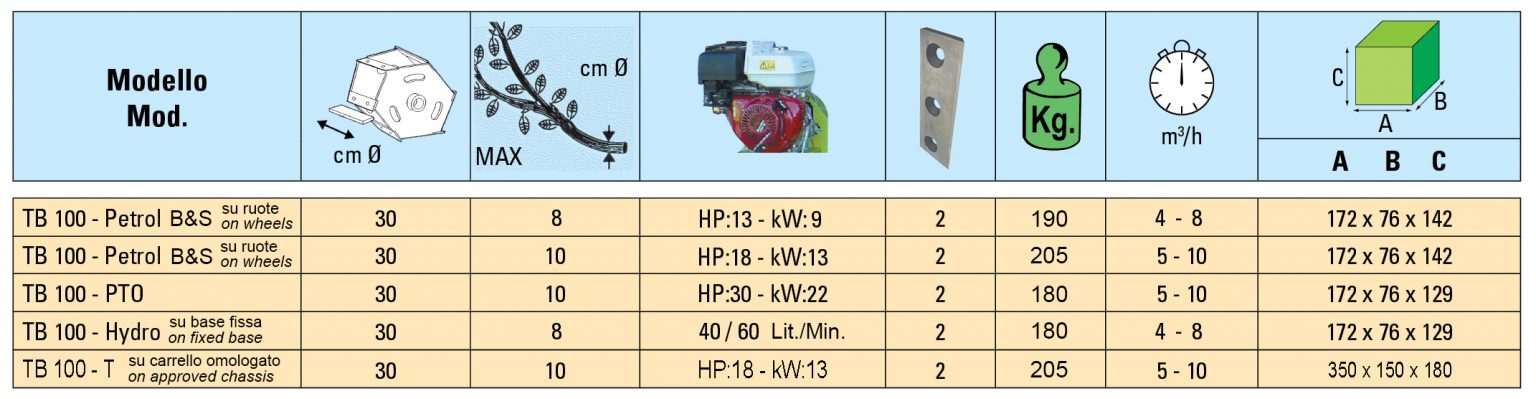 Modello
Mod.
cm Ø
MAX
cm Ø
Kg.
m³/h
C
B
A
A B C
TB 100 - Petrol B&S su ruote on wheels 30 8 HP:13 - kW:9 2 190 4 - 8 172 x 76 x 142
TB 100 - Petrol B&S su ruote on wheels 30 10 HP:18 - kW:13 2 205 5 - 10 172 x 76 x 142
TB 100 - PTO 30 10 HP:30 - kW:22 2 180 5 - 10 172 x 76 x 129
TB 100 - Hydro su base fissa on fixed base 30 8 40 / 60 Lit./Min. 2 180 4 - 8 172 x 76 x 129
TB 100 - T su carrello omologato on approved chassis 30 10 HP:18 - kW:13 2 205 5 - 10 350 x 150 x 180